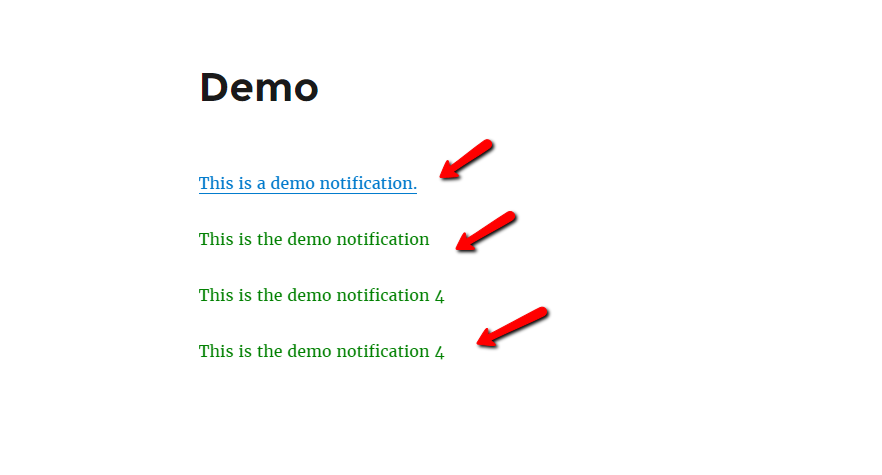 Demo
This is a demo notification.
This is the demo notification
This is the demo notification 4
This is the demo notification 4